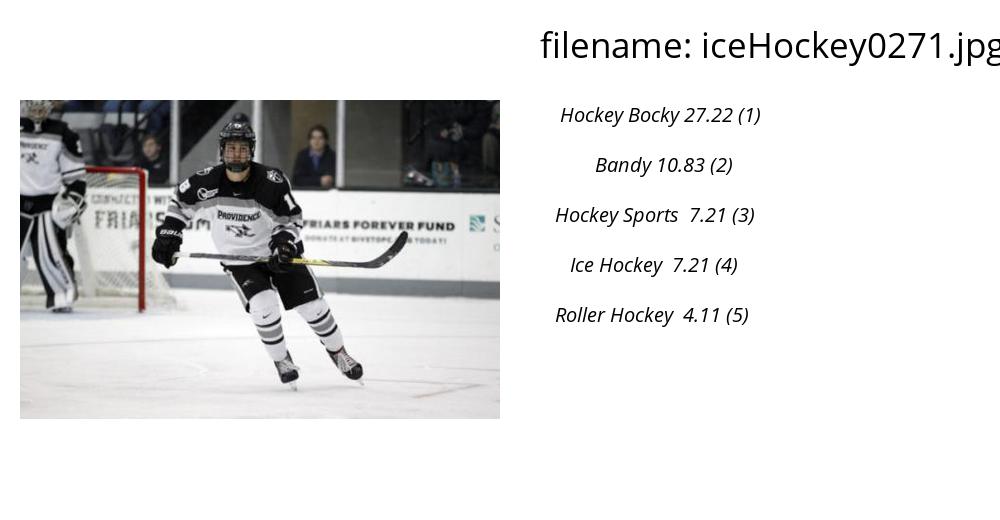 filename: iceHockey0271.jpg
Hockey Bocky 27.22 (1)
Bandy 10.83 (2)
Hockey Sports 7.21 (3)
Ice Hockey 7.21 (4)
Roller Hockey 4.11 (5)
PROVIDENCE
FRIARS FOREVER FUND